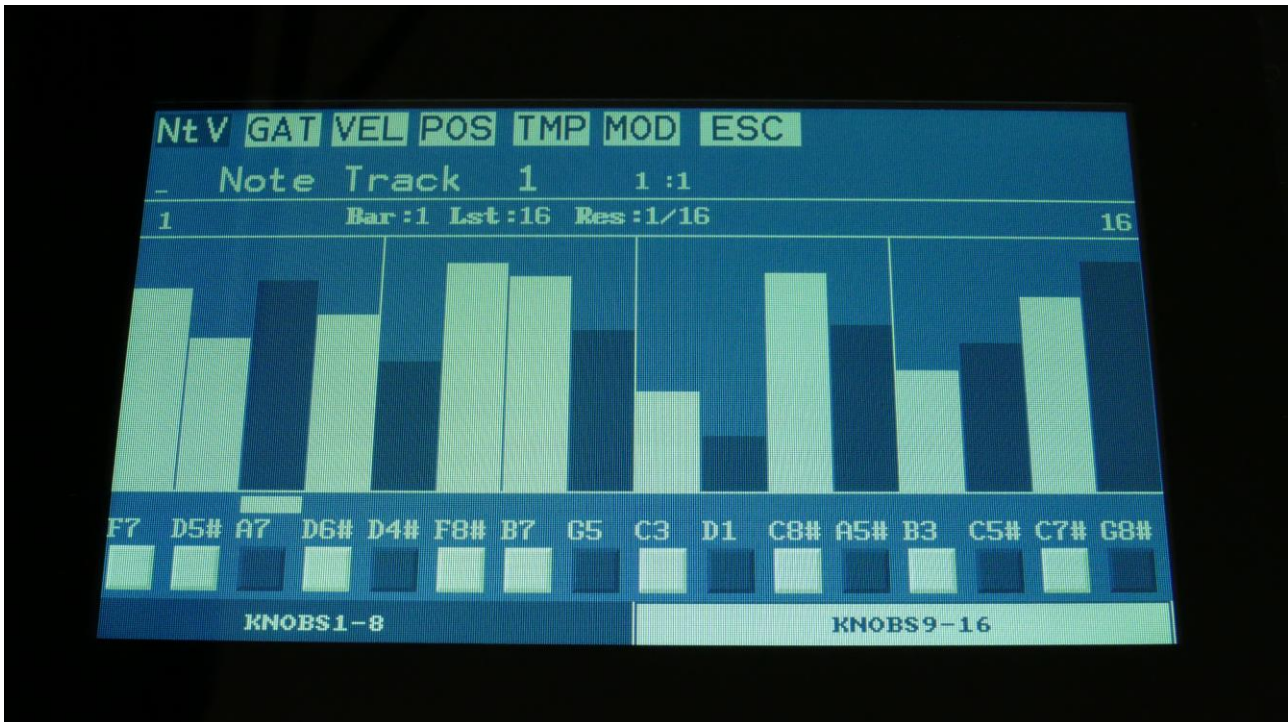 NtV GAT VEL POS TMP MOD ESC
_ Note Track 1 1 :1
1 Bar:1 Lst:16 Res:1/16 16
F7 D5# A7 D6# D4# F8# B7 G5 C3 D1 C8# A5# B3 C5# C7# G8#
KNOBS1-8 KNOBS9-16